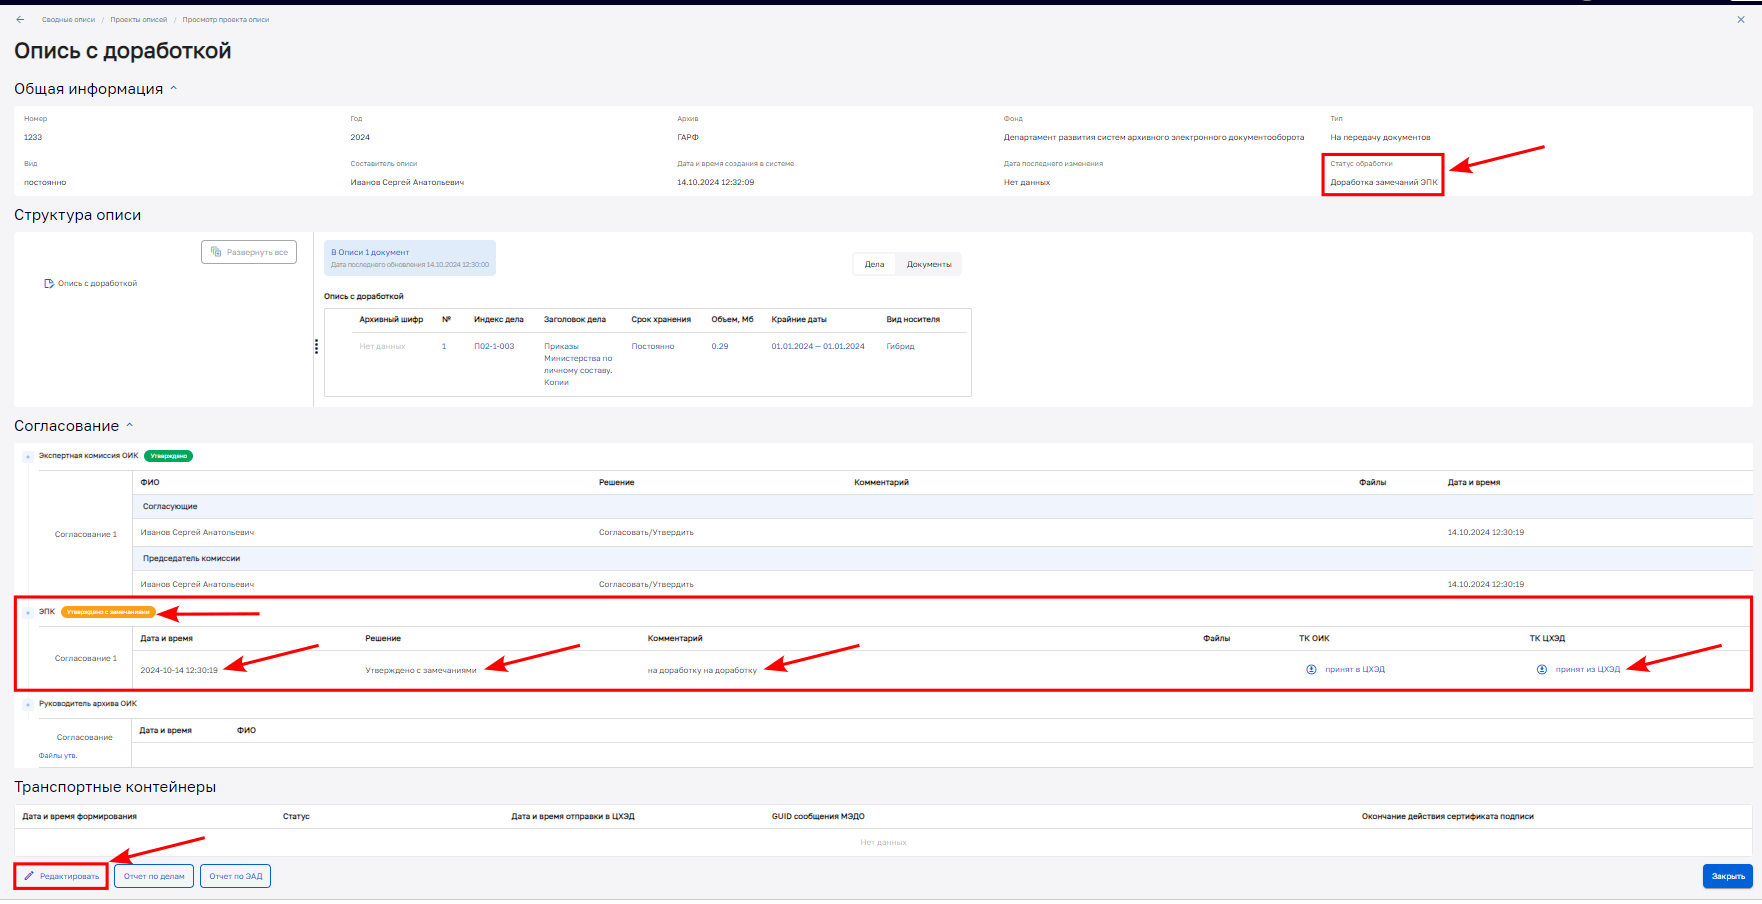 Сводные описи / Проекты описей / Просмотр проекта описи
Опись с доработкой
Общая информация
Номер Год Архив Фонд Тип
1233 2024 ГАРФ Департамент развития систем архивного электронного документооборота На передачу документов
Вид Составитель описи Дата и время создания в системе Дата последнего изменения Статус обработки
постоянно Иванов Сергей Анатольевич 14.10.2024 12:32:09 Нет данных Доработка замечаний ЭПК
Структура описи
Развернуть все
Опись с доработкой
В Описи 1 документ
Дата последнего обновления 14.10.2024 12:30:00
Дела Документы
Опись с доработкой
Архивный шифр № Индекс дела Заголовок дела Срок хранения Объем, Мб Крайние даты Вид носителя
Нет данных 1 П02-1-003 Приказы Постоянно 0.29 01.01.2024 — 01.01.2024 Гибрид
Министерства по
личному составу.
Копии
Согласование
Экспертная комиссия ОИК Утверждено
ФИО Решение Комментарий Файлы Дата и время
Согласующие
Согласование 1
Иванов Сергей Анатольевич Согласовать/Утвердить 14.10.2024 12:30:19
Председатель комиссии
Иванов Сергей Анатольевич Согласовать/Утвердить 14.10.2024 12:30:19
ЭПК Утверждено с замечаниями
Дата и время Решение Комментарий Файлы ТК ОИК ТК ЦХЭД
Согласование 1
2024-10-14 12:30:19 Утверждено с замечаниями на доработку на доработку принят в ЦХЭД принят из ЦХЭД
Руководитель архива ОИК
Согласование Дата и время ФИО
Файлы утв.
Транспортные контейнеры
Дата и время формирования Статус Дата и время отправки в ЦХЭД GUID сообщения МЭДО Окончание действия сертификата подписи
Нет данных
Редактировать Отчет по делам Отчет по ЭАД Закрыть